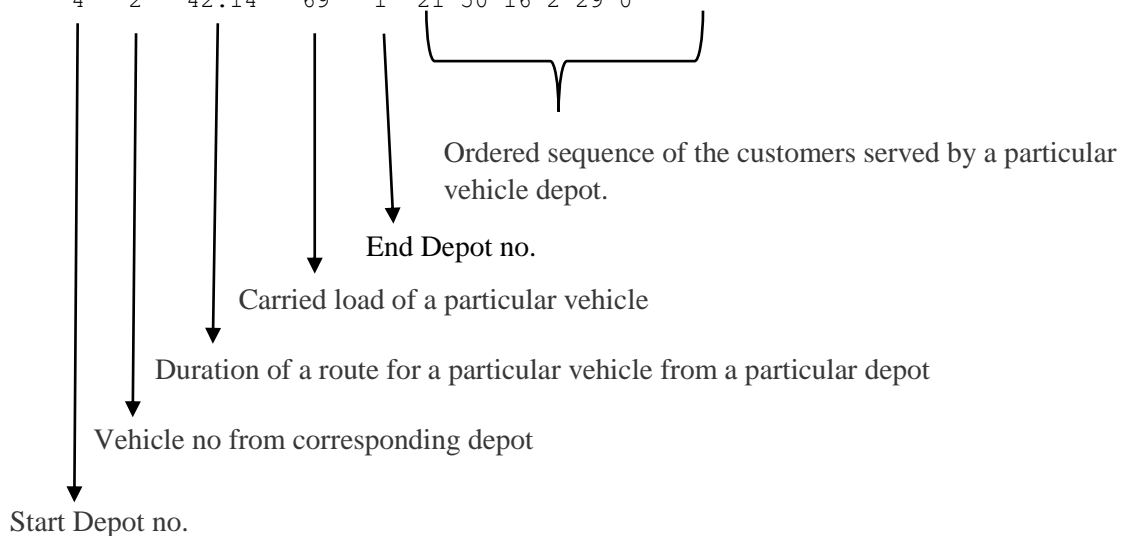 4 2 42.14 69 1 21 50 16 2 29 0
Ordered sequence of the customers served by a particular
vehicle depot.
End Depot no.
Carried load of a particular vehicle
Duration of a route for a particular vehicle from a particular depot
Vehicle no from corresponding depot
Start Depot no.